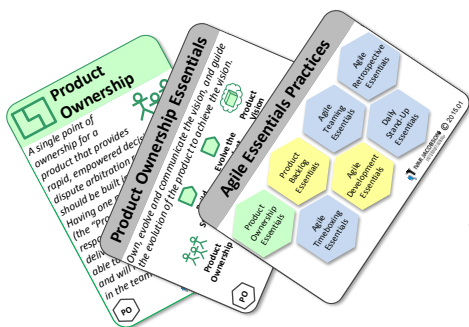 Product
Ownership
A single point of
ownership for a
product that provides
rapid, empowered
dispute arbitration
should be built
Having one
(the
able to
and will
in the team
PO
Product Ownership Essentials
Own, evolve and communicate the vision, and guide
the evolution of the product to achieve the vision.
Product
Vision
Evolve the
Product
Ownership
PO
Agile Essentials Practices
Agile
Retrospective
Essentials
Agile
Teaming
Essentials
Daily
Stand-Up
Essentials
Product
Backlog
Essentials
Agile
Development
Essentials
Product
Ownership
Essentials
Agile
Timeboxing
Essentials
IVAR JACOBSON
© 2015.01